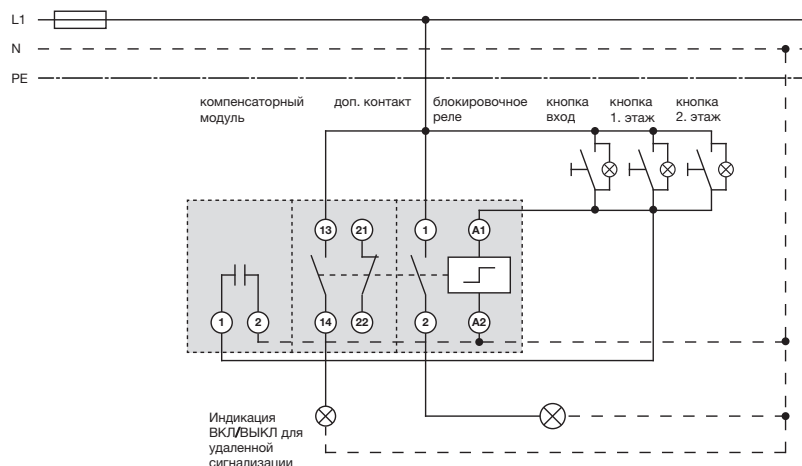 L1
N
PE
компенсаторный
модуль
доп. контакт
блокировочное
реле
кнопка
вход
кнопка
1. этаж
кнопка
2. этаж
13
21
1
A1
1
2
14
22
2
A2
Индикация
ВКЛ/ВЫКЛ для
удаленной
сигнализации